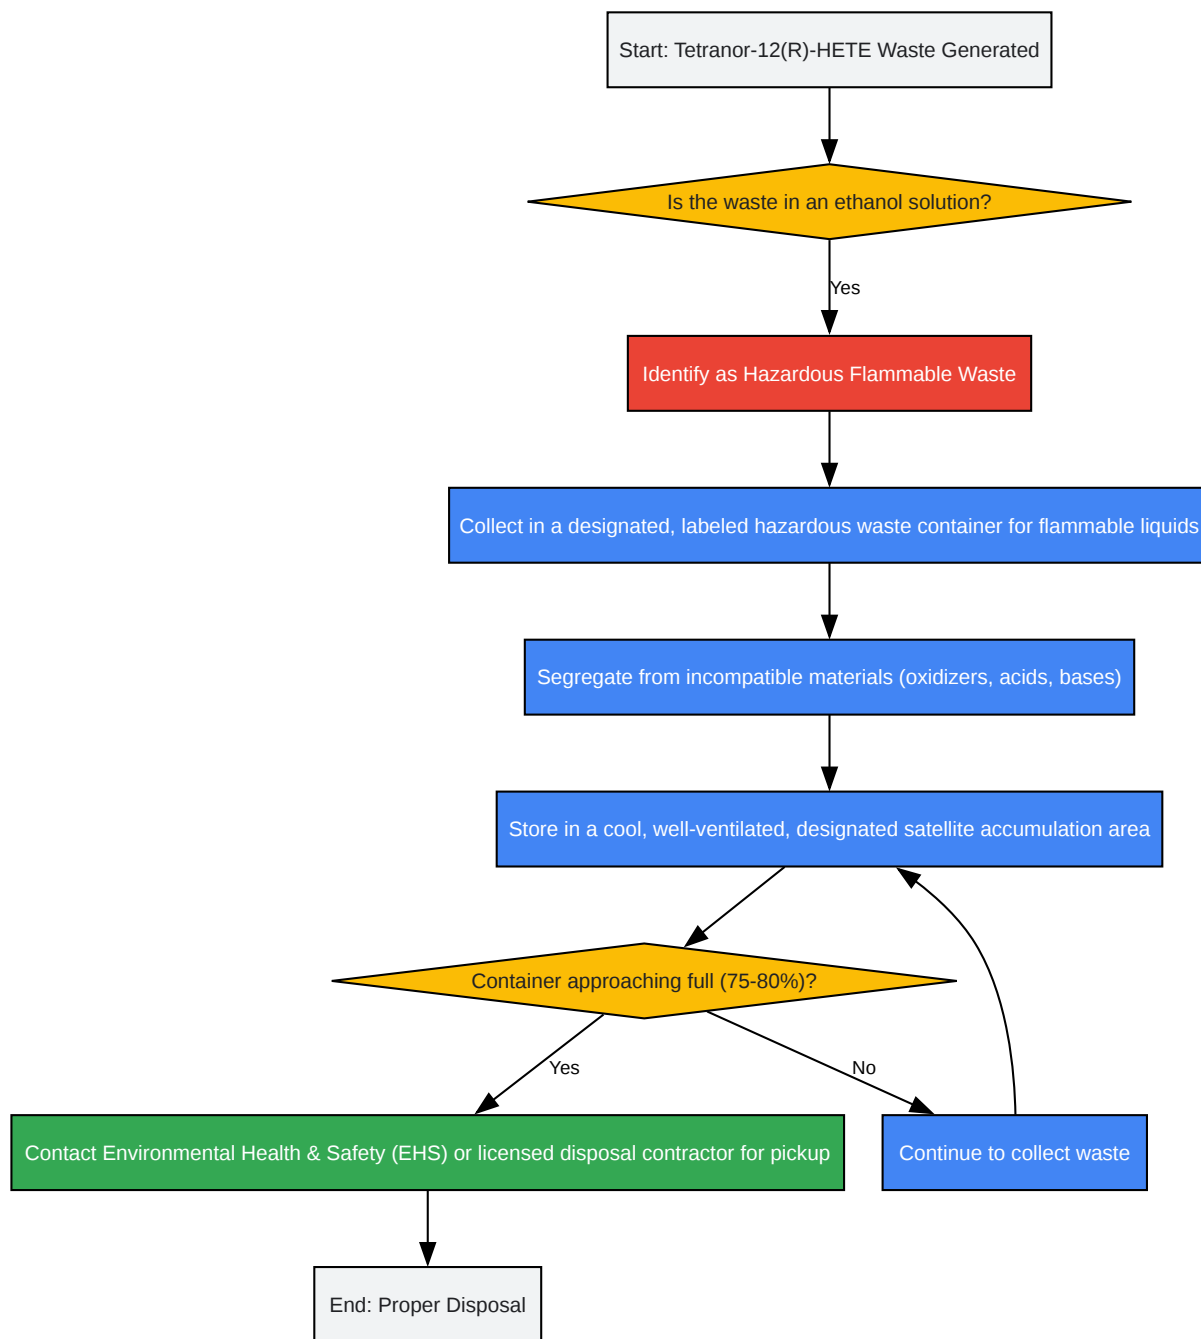 Start: Tetranor-12(R)-HETE Waste Generated
Is the waste in an ethanol solution?
Yes
Identify as Hazardous Flammable Waste
Collect in a designated, labeled hazardous waste container for flammable liquids
Segregate from incompatible materials (oxidizers, acids, bases)
Store in a cool, well-ventilated, designated satellite accumulation area
Container approaching full (75-80%)?
Yes
No
Contact Environmental Health & Safety (EHS) or licensed disposal contractor for pickup
Continue to collect waste
End: Proper Disposal